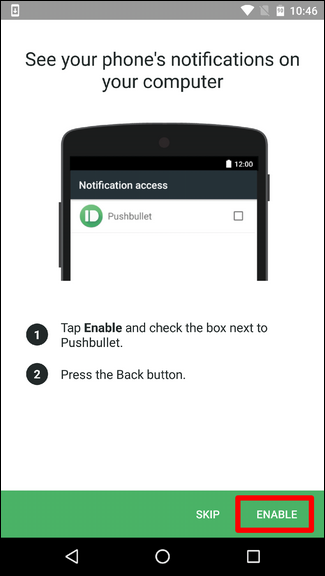 10:46
See your phone's notifications on
your computer
12:00
Notification access
Pushbullet
1 Tap Enable and check the box next to
Pushbullet.
2 Press the Back button.
SKIP ENABLE